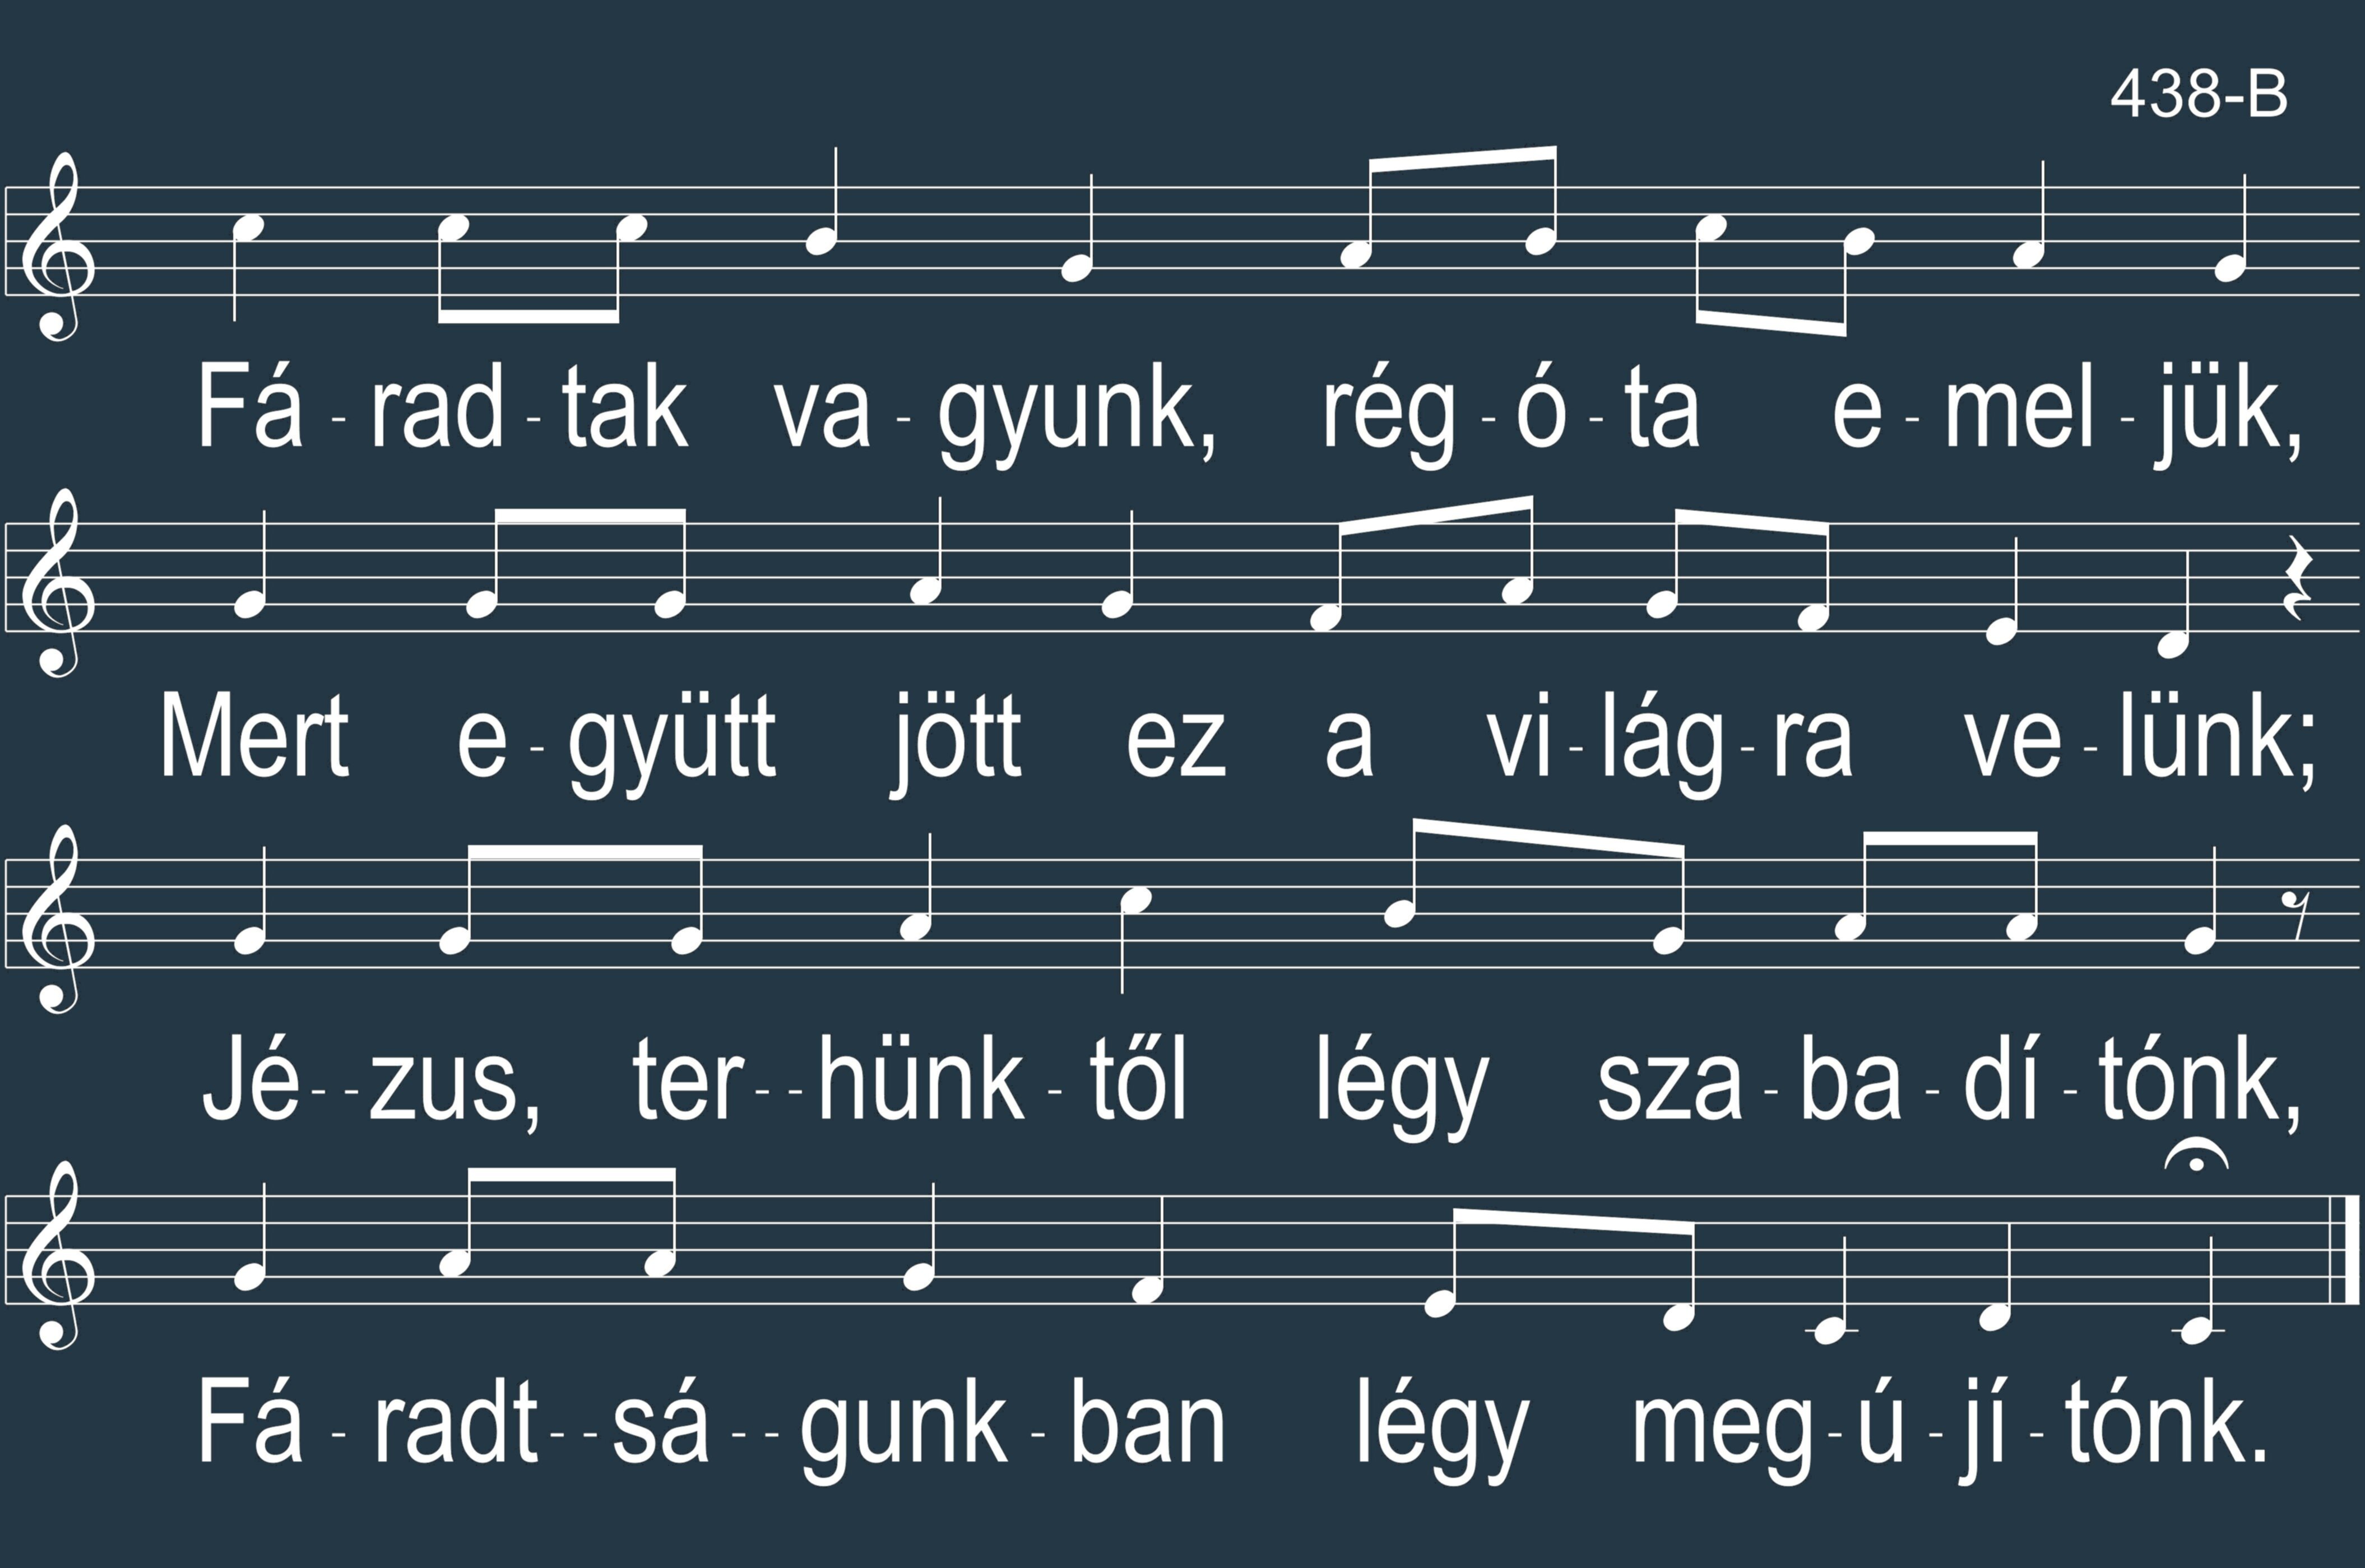 438-B
Fá - rad - tak va - gyunk, rég - ó - ta e - mel - jük,
Mert e - gyütt jött ez a vi - lág - ra ve - lünk;
Jé - - zus, ter - - hünk - től légy sza - ba - dí - tónk,
Fá - radt - - sá - - gunk - ban légy meg - ú - jí - tónk.